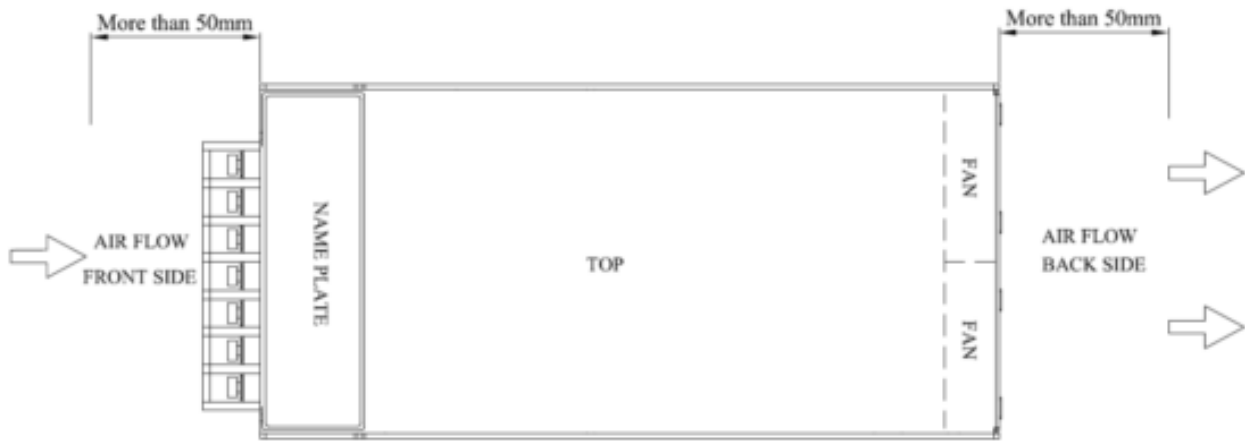 More than 50mm
More than 50mm
AIR FLOW
FRONT SIDE
NAME PLATE
TOP
FAN
FAN
AIR FLOW
BACK SIDE